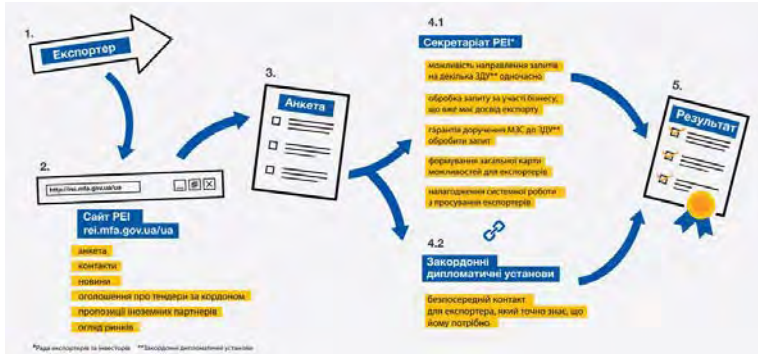 1.
Експортер
2.
http://rei.mfa.gov.ua/ua
Сайт РЕІ
rei.mfa.gov.ua/ua
анкета
контакти
новини
оголошення про тендери за кордоном
пропозиції іноземних партнерів
огляд ринків
3.
Анкета
4.1
Секретаріат РЕІ*
можливість направлення запитів
на декілька ЗДУ** одночасно
обробка запиту за участі бізнесу,
що вже має досвід експорту
гарантія доручення МЗС до ЗДУ**
обробити запит
формування загальної карти
можливостей для експортерів
налагодження системної роботи
з просування експортерів
4.2
Закордонні
дипломатичні установи
безпосередній контакт
для експортера, який точно знає, що
йому потрібно
5.
Результат
*Рада експортерів та інвесторів **Закордонні дипломатичні установи